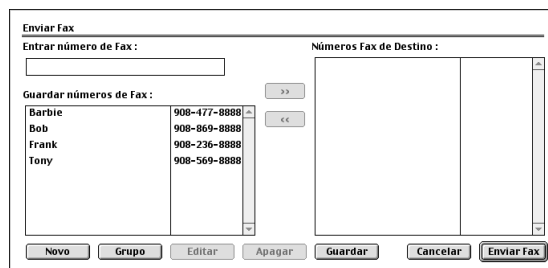 Enviar Fax
Entrar número de Fax :
Números Fax de Destino :
>>
<<
Guardar números de Fax :
Barbie 908-477-8888
Bob 908-869-8888
Frank 908-236-8888
Tony 908-569-8888
Novo Grupo Editar Apagar Guardar Cancelar Enviar Fax